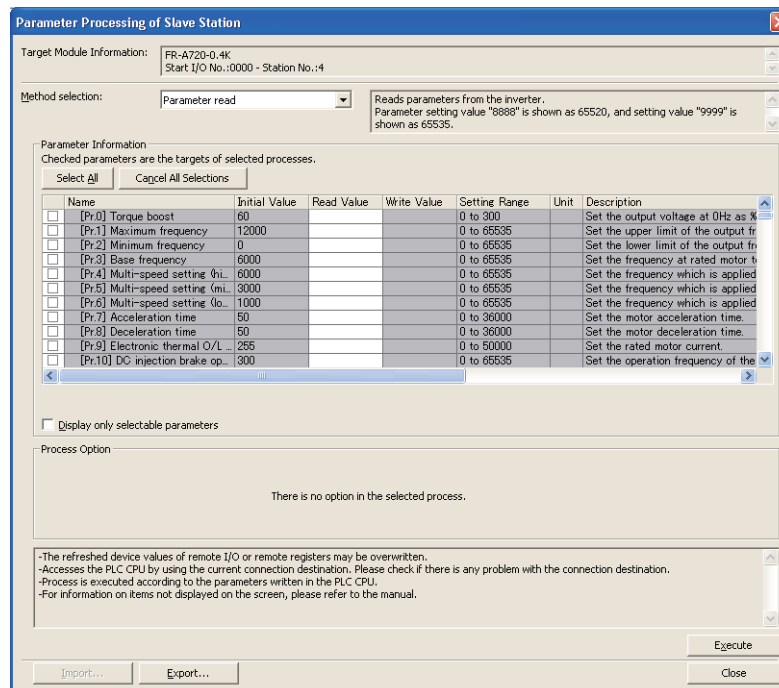 Parameter Processing of Slave Station
Target Module Information: FR-A720-0.4K
Start I/O No.:0000 - Station No.:4
Method selection: Parameter read
Reads parameters from the inverter.
Parameter setting value "8888" is shown as 65520, and setting value "9999" is
shown as 65535.
Parameter Information
Checked parameters are the targets of selected processes.
Select All Cancel All Selections
Name Initial Value Read Value Write Value Setting Range Unit Description
[Pr.0] Torque boost 60 0 to 300 Set the output voltage at 0Hz as %
[Pr.1] Maximum frequency 12000 0 to 65535 Set the upper limit of the output fr
[Pr.2] Minimum frequency 0 0 to 65535 Set the lower limit of the output fr
[Pr.3] Base frequency 6000 0 to 65535 Set the frequency at rated motor t
[Pr.4] Multi-speed setting (hi... 6000 0 to 65535 Set the frequency which is applied
[Pr.5] Multi-speed setting (mi... 3000 0 to 65535 Set the frequency which is applied
[Pr.6] Multi-speed setting (lo... 1000 0 to 65535 Set the frequency which is applied
[Pr.7] Acceleration time 50 0 to 36000 Set the motor acceleration time.
[Pr.8] Deceleration time 50 0 to 36000 Set the motor deceleration time.
[Pr.9] Electronic thermal O/L ... 255 0 to 50000 Set the rated motor current.
[Pr.10] DC injection brake op... 300 0 to 65535 Set the operation frequency of the
Display only selectable parameters
Process Option
There is no option in the selected process.
-The refreshed device values of remote I/O or remote registers may be overwritten.
-Accesses the PLC CPU by using the current connection destination. Please check if there is any problem with the connection destination.
-Process is executed according to the parameters written in the PLC CPU.
-For information on items not displayed on the screen, please refer to the manual.
Execute
Import... Export... Close